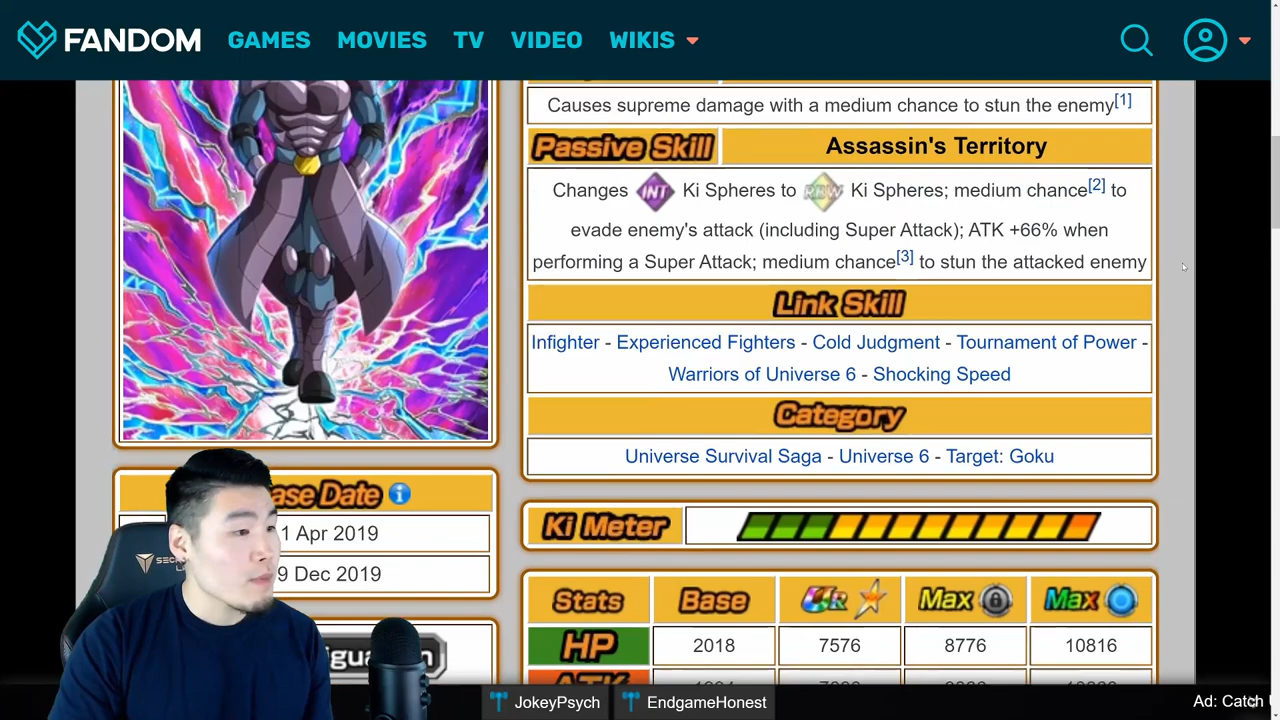 FANDOM GAMES MOVIES TV VIDEO WIKIS
Causes supreme damage with a medium chance to stun the enemy[1]
Passive Skill Assassin's Territory
Changes INT Ki Spheres to RBW Ki Spheres; medium chance[2] to
evade enemy's attack (including Super Attack); ATK +66% when
performing a Super Attack; medium chance[3] to stun the attacked enemy
Link Skill
Infighter - Experienced Fighters - Cold Judgment - Tournament of Power -
Warriors of Universe 6 - Shocking Speed
Category
Universe Survival Saga - Universe 6 - Target: Goku
ase Date
1 Apr 2019
9 Dec 2019
Ki Meter
Stats Base UR Max Max
HP 2018 7576 8776 10816
ATK
JokeyPsych EndgameHonest
Ad: Catch